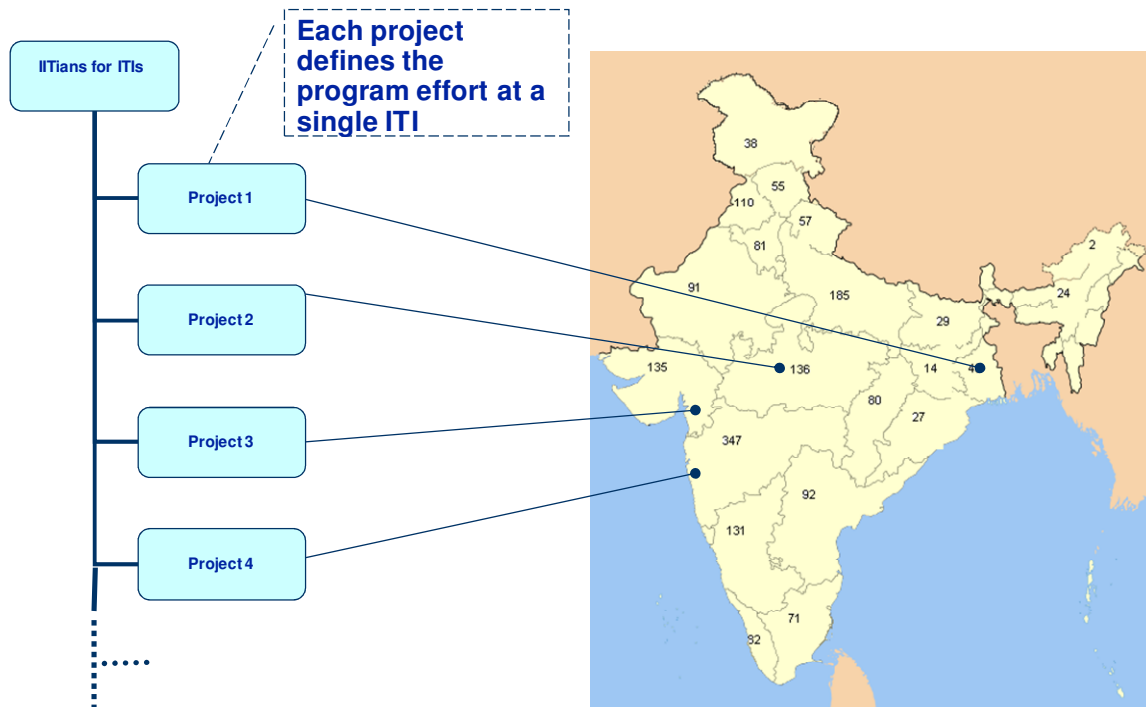 Each project
defines the
program effort at a
single ITI
IITians for ITIs
Project 1
Project 2
Project 3
Project 4
38
55
110
57
81
2
91
185
24
29
135
136
14
80
27
347
92
131
71